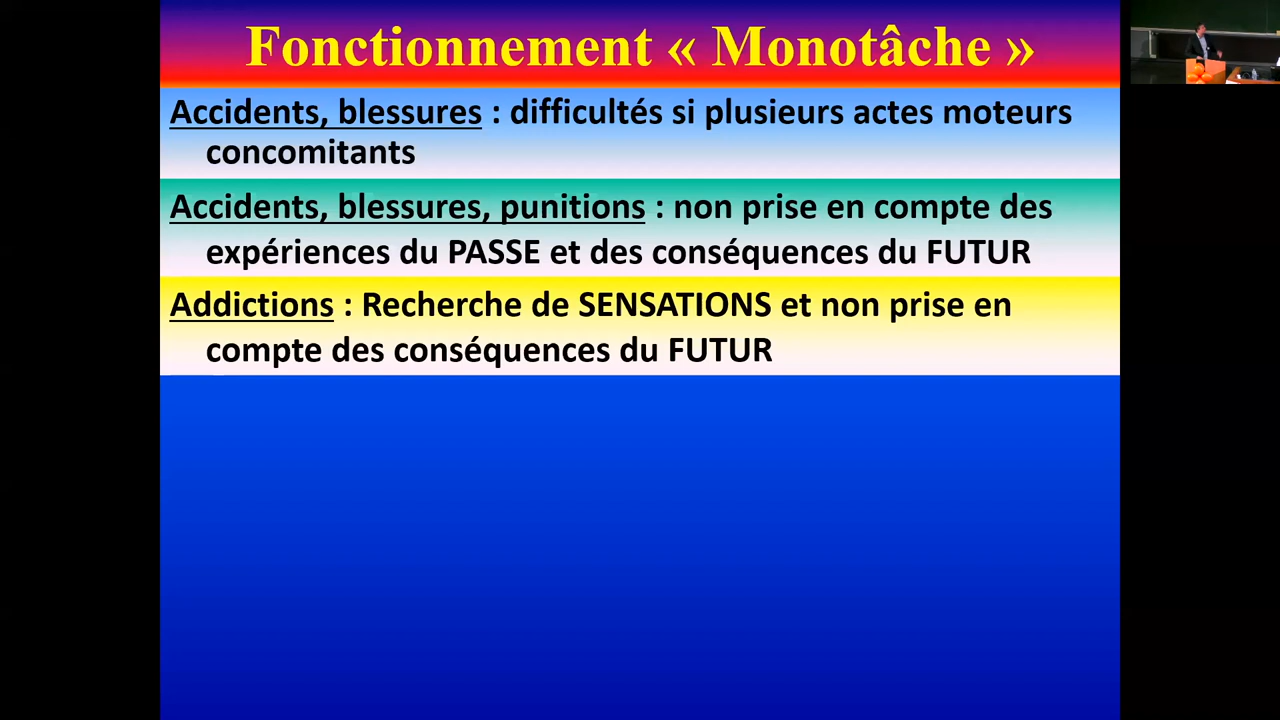 Fonctionnement « Monotâche »
Accidents, blessures : difficultés si plusieurs actes moteurs
concomitants
Accidents, blessures, punitions : non prise en compte des
expériences du PASSE et des conséquences du FUTUR
Addictions : Recherche de SENSATIONS et non prise en
compte des conséquences du FUTUR